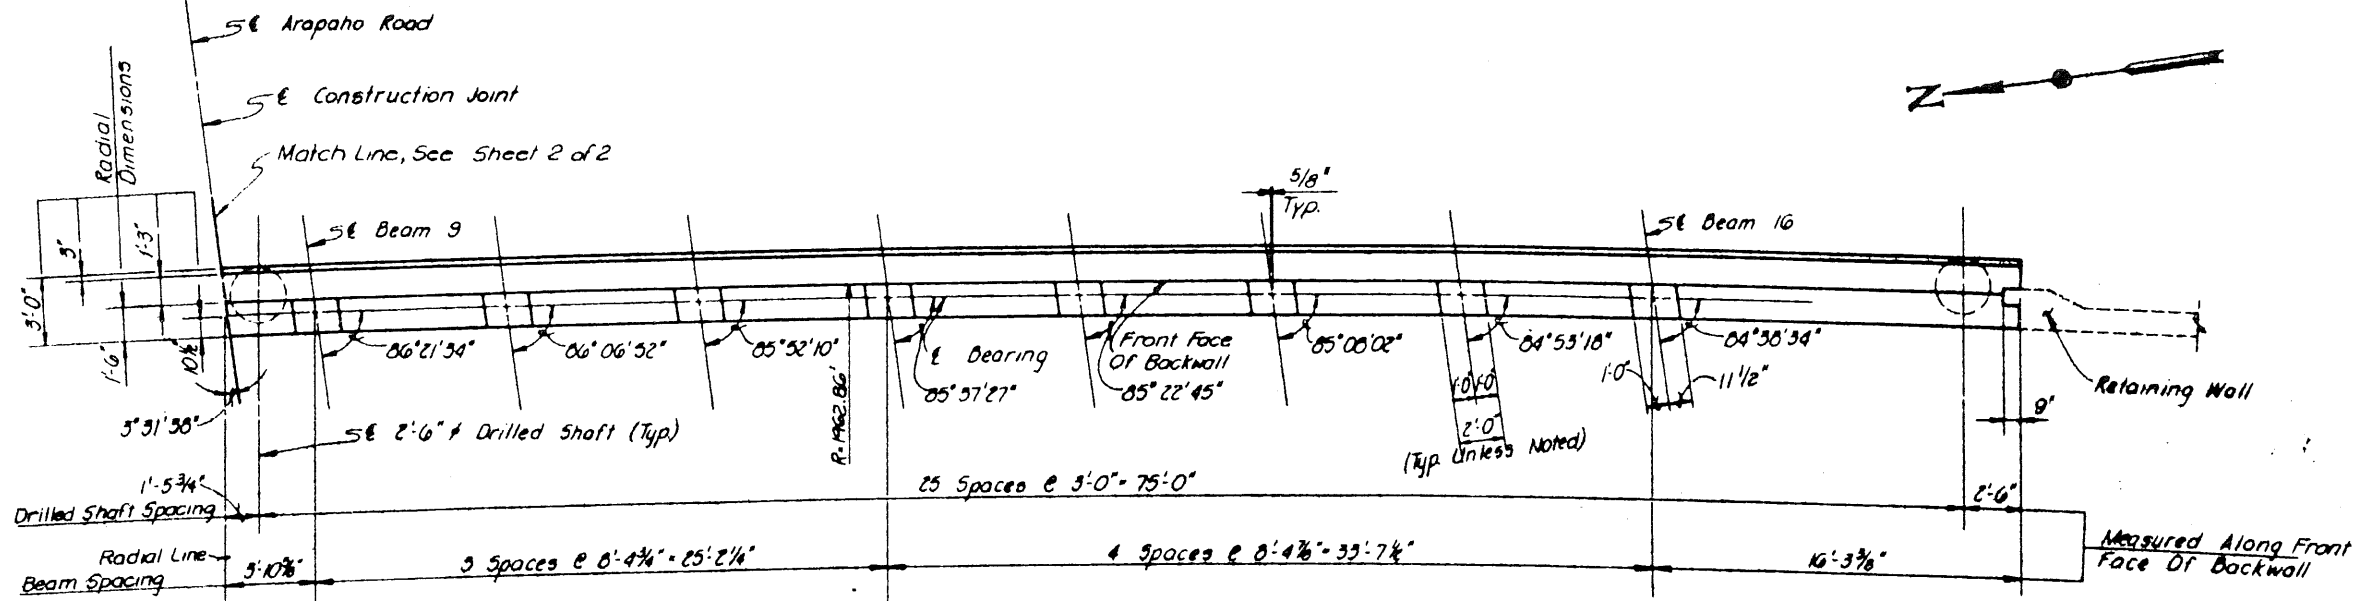 ℄ Arapaho Road
Radial
Dimensions
℄ Construction Joint
Match Line, See Sheet 2 of 2
N
5/8"
Typ.
℄ Beam 9
℄ Beam 16
3"
1'-3"
3'-0"
1'-6"
10½"
86°21'34"
86°06'52"
85°52'10"
℄ Bearing
85°37'27"
Front Face
Of Backwall
85°22'45"
85°08'02"
84°53'18"
84°38'34"
1'-0" 1'-0"
2'-0"
(Typ. Unless Noted)
1'-0"
11 1/2"
Retaining Wall
9"
3°31'38"
℄ 2'-6" ϕ Drilled Shaft (Typ.)
R=1962.86'
1'-5¾"
Drilled Shaft Spacing
25 Spaces @ 3'-0" = 75'-0"
2'-6"
Radial Line
Beam Spacing
3'-10⅞"
3 Spaces @ 8'-4¾" = 25'-2¼"
4 Spaces @ 8'-4⅞" = 33'-7½"
16'-3⅜"
Measured Along Front
Face Of Backwall